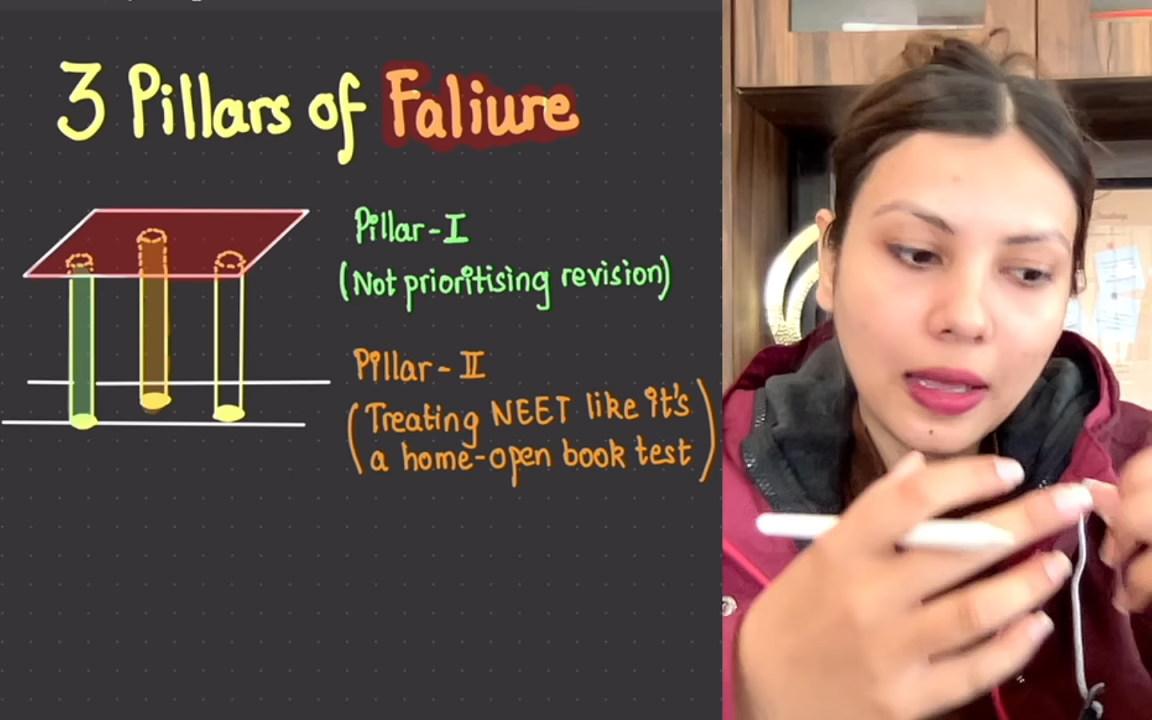 3 Pillars of Faliure
Pillar-I
(Not prioritising revision)
Pillar-II
(Treating NEET like it's
a home-open book test)